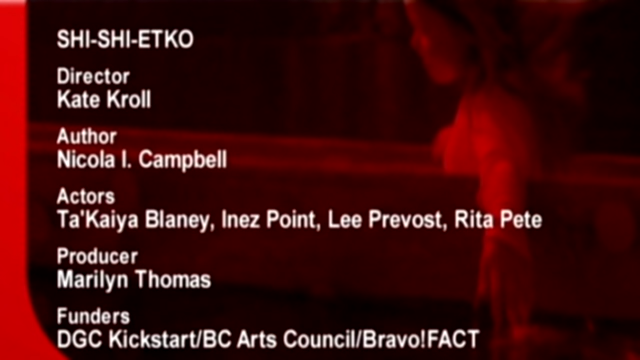 SHI-SHI-ETKO
Director
Kate Kroll
Author
Nicola I. Campbell
Actors
Ta'Kaiya Blaney, Inez Point, Lee Prevost, Rita Pete
Producer
Marilyn Thomas
Funders
DGC Kickstart/BC Arts Council/Bravo!FACT